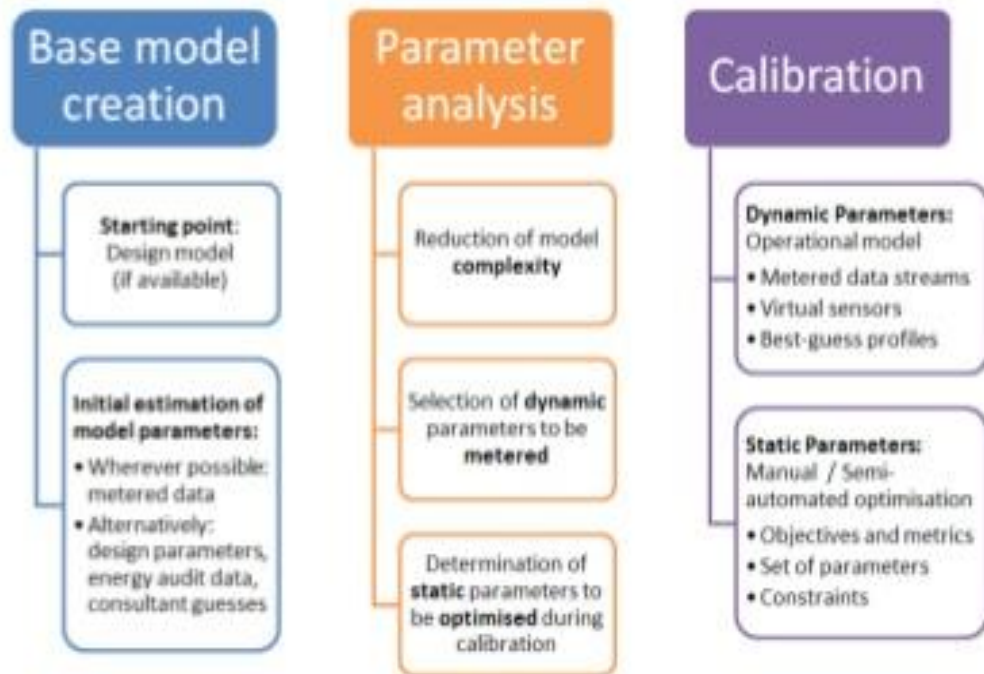 Base model
creation
Starting point:
Design model
(if available)
Initial estimation of
model parameters:
• Wherever possible:
metered data
• Alternatively:
design parameters,
energy audit data,
consultant guesses
Parameter
analysis
Reduction of model
complexity
Selection of dynamic
parameters to be
metered
Determination of
static parameters to
be optimised during
calibration
Calibration
Dynamic Parameters:
Operational model
• Metered data streams
• Virtual sensors
• Best-guess profiles
Static Parameters:
Manual / Semi-
automated optimisation
• Objectives and metrics
• Set of parameters
• Constraints